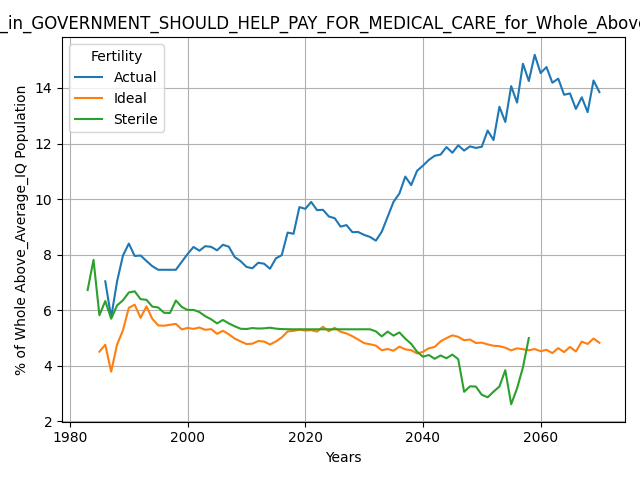 _in_GOVERNMENT_SHOULD_HELP_PAY_FOR_MEDICAL_CARE_for_Whole_Above
Fertility
Actual
Ideal
Sterile
% of Whole Above_Average_IQ Population
14
12
10
8
6
4
2
1980
2000
2020
2040
2060
Years